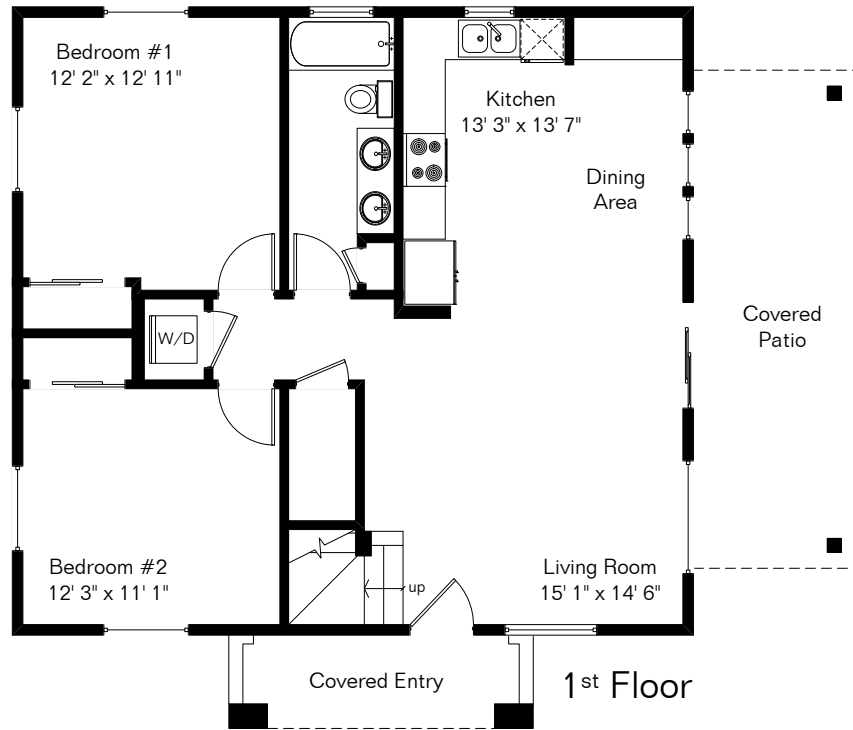 Bedroom #1
12' 2" x 12' 11"
Kitchen
13' 3" x 13' 7"
Dining
Area
Covered
Patio
W/D
Bedroom #2
12' 3" x 11' 1"
up
Living Room
15' 1" x 14' 6"
Covered Entry
1st Floor